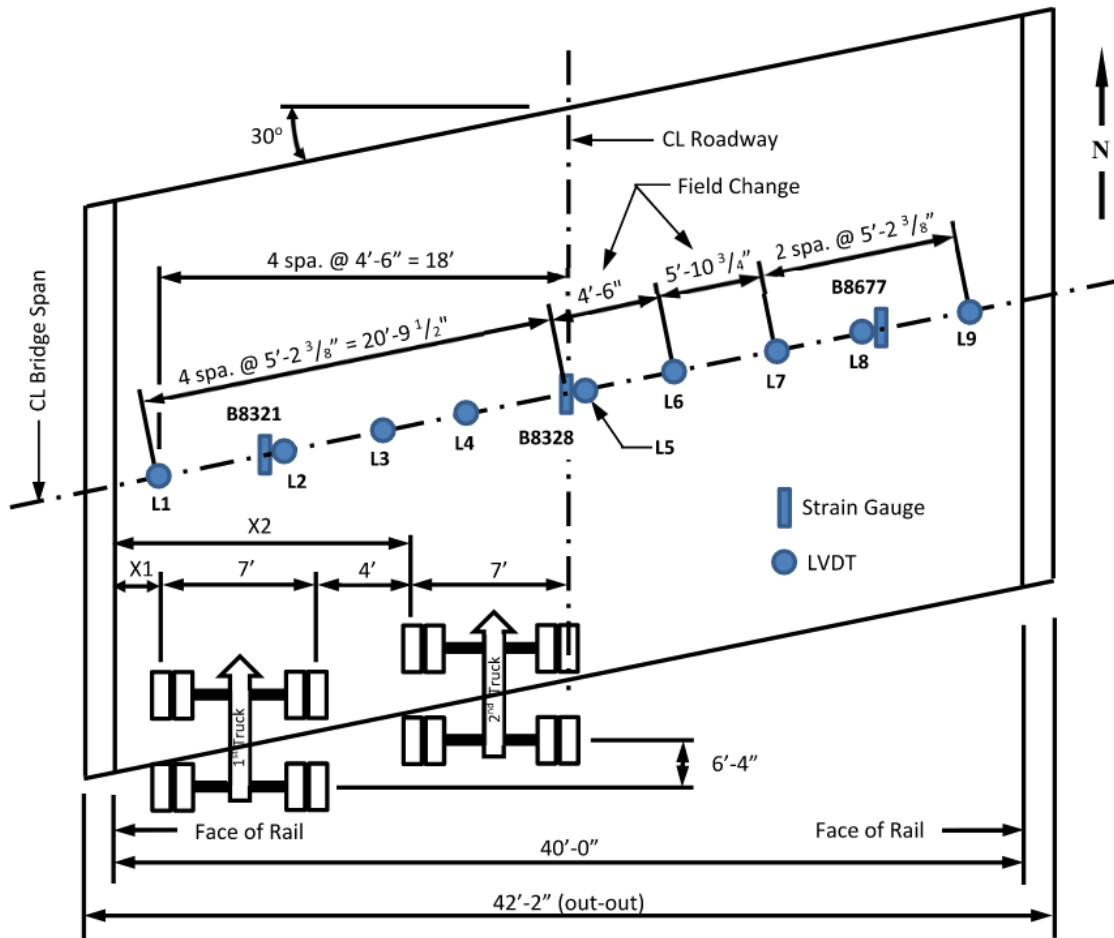 30°
CL Roadway
N
Field Change
4 spa. @ 4’-6” = 18’
2 spa. @ 5’-2 3/8”
5’-10 3/4”
4’-6"
B8677
4 spa. @ 5’-2 3/8” = 20’-9 1/2"
CL Bridge Span
B8321
L9
L8
L7
L6
L5
B8328
L4
L3
L2
L1
Strain Gauge
LVDT
X2
X1
7’
4’
7’
1st Truck
2nd Truck
6’-4”
Face of Rail
Face of Rail
40’-0”
42’-2” (out-out)